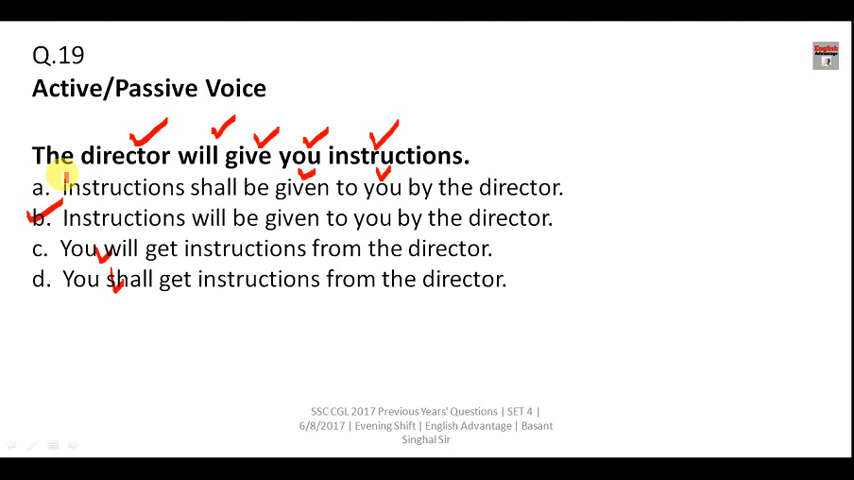 English
Advantage
Q.19
Active/Passive Voice
The director will give you instructions.
a. Instructions shall be given to you by the director.
b. Instructions will be given to you by the director.
c. You will get instructions from the director.
d. You shall get instructions from the director.
SSC CGL 2017 Previous Years' Questions | SET 4 |
6/8/2017 | Evening Shift | English Advantage | Basant
Singhal Sir